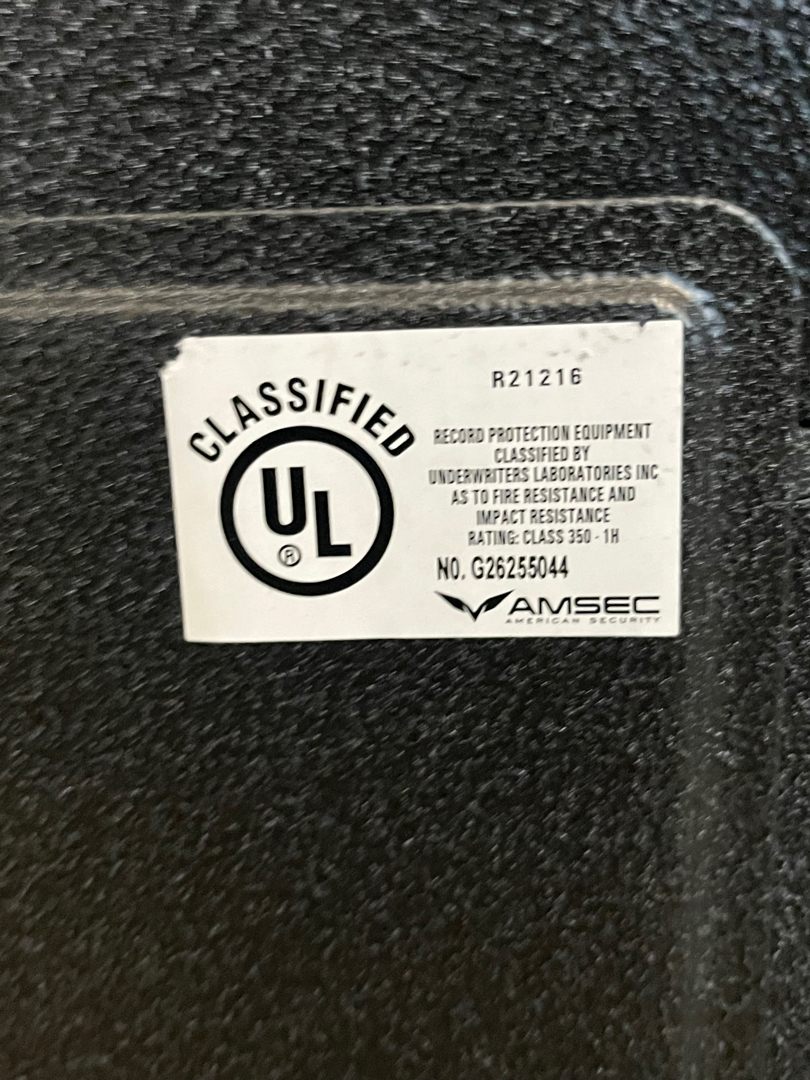 CLASSIFIED
UL
®
R21216
RECORD PROTECTION EQUIPMENT
CLASSIFIED BY
UNDERWRITERS LABORATORIES INC
AS TO FIRE RESISTANCE AND
IMPACT RESISTANCE
RATING: CLASS 350 - 1H
NO. G26255044
AMSEC
AMERICAN SECURITY